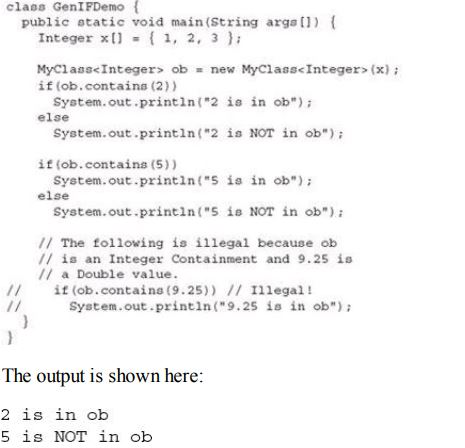 class GenIFDemo {
  public static void main(String args[]) {
    Integer x[] = { 1, 2, 3 };

    MyClass<Integer> ob = new MyClass<Integer>(x);
    if(ob.contains(2))
      System.out.println("2 is in ob");
    else
      System.out.println("2 is NOT in ob");

    if(ob.contains(5))
      System.out.println("5 is in ob");
    else
      System.out.println("5 is NOT in ob");

    // The following is illegal because ob
    // is an Integer Containment and 9.25 is
    // a Double value.
//    if(ob.contains(9.25)) // Illegal!
//      System.out.println("9.25 is in ob");
  }
}
The output is shown here:
2 is in ob
5 is NOT in ob